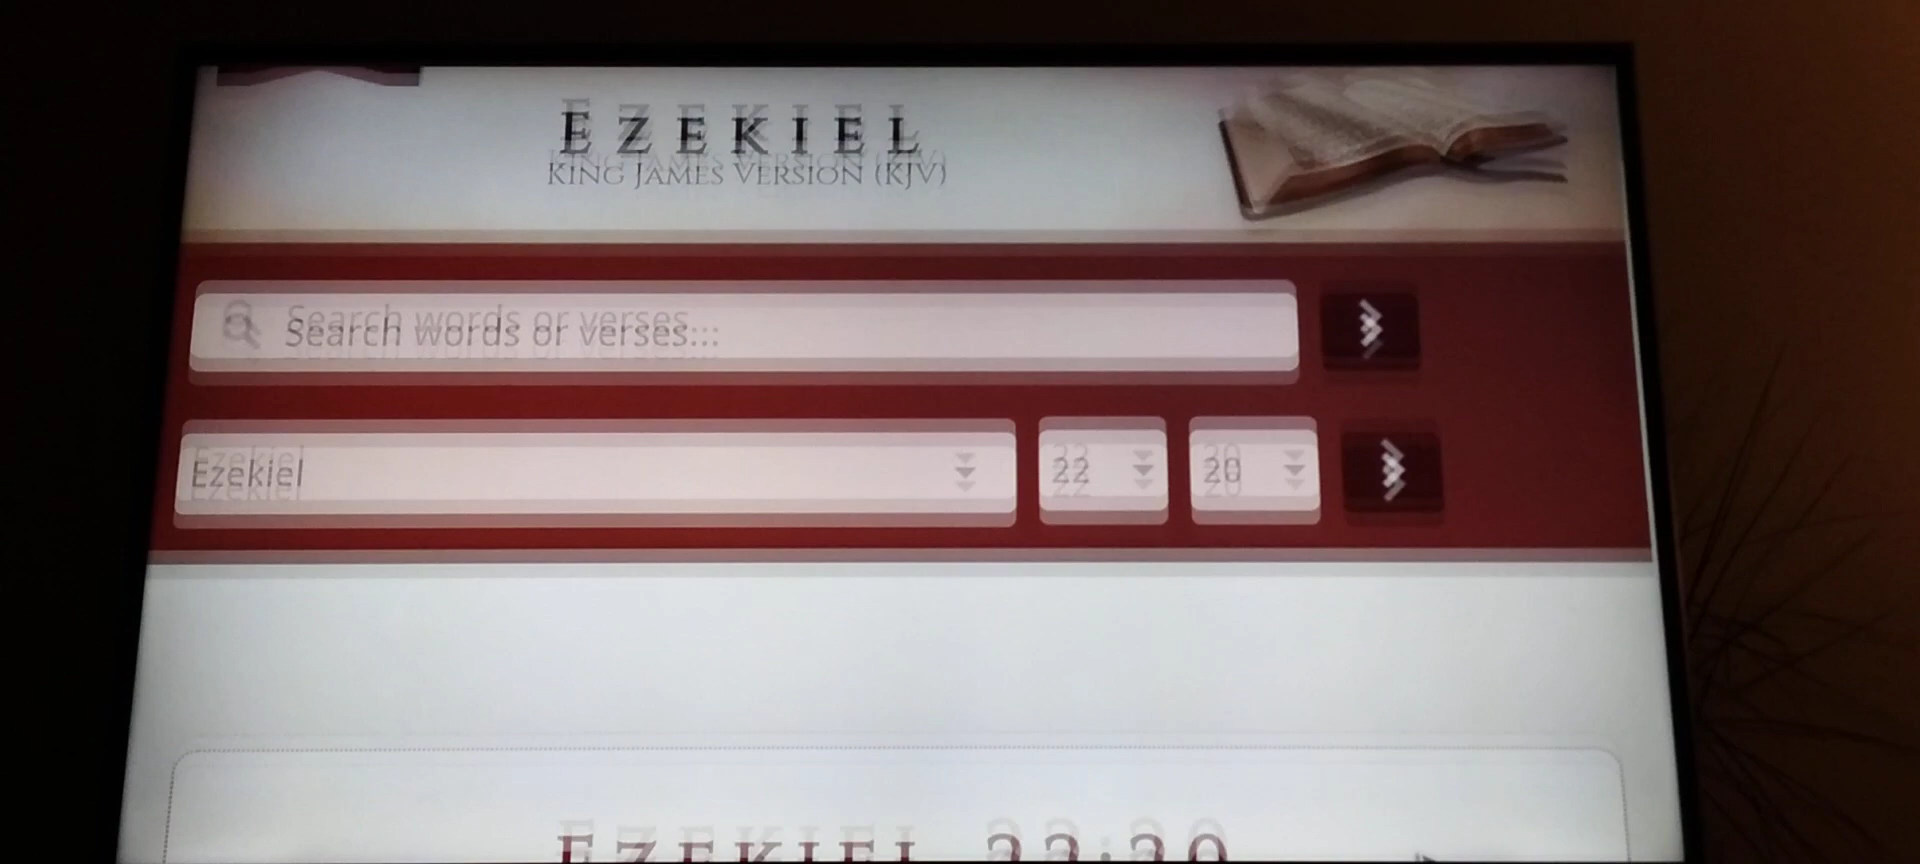 EZEKIEL
KING JAMES VERSION (KJV)
Search words or verses...
Ezekiel 22 20
EZEKIEL 22:20